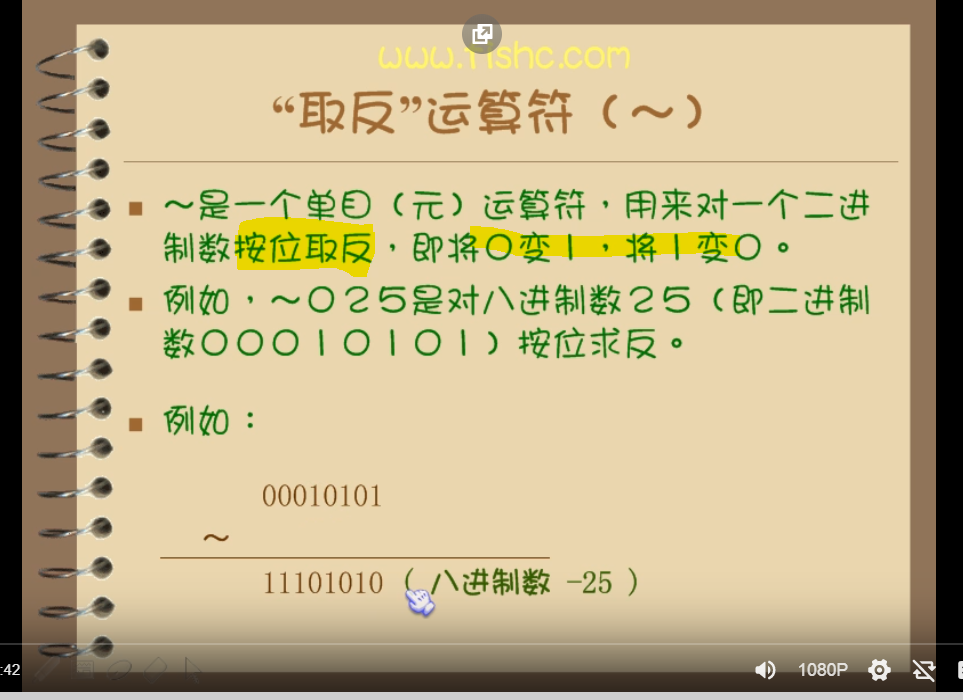 “取反”运算符（～）
～是一个单目（元）运算符，用来对一个二进
制数按位取反，即将0变1，将1变0。
例如，～025是对八进制数25（即二进制
数00010101）按位求反。
例如：
00010101
～
11101010（八进制数 -25 ）
:42
1080P